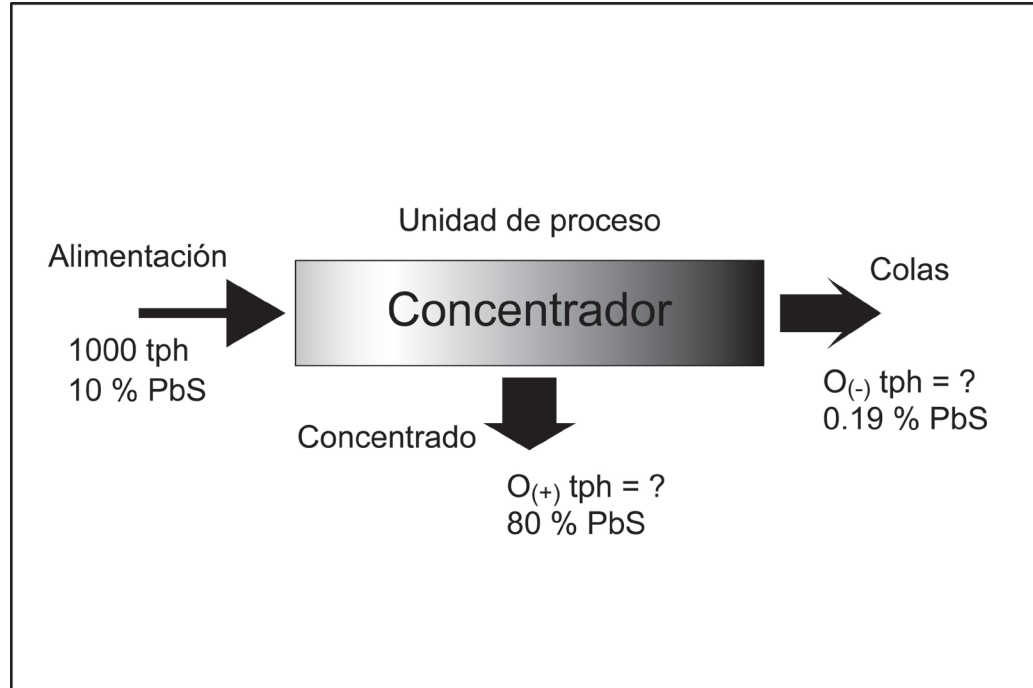 Unidad de proceso
Alimentación
Concentrador
Colas
1000 tph
10 % PbS
Concentrado
O(-) tph = ?
0.19 % PbS
O(+) tph = ?
80 % PbS